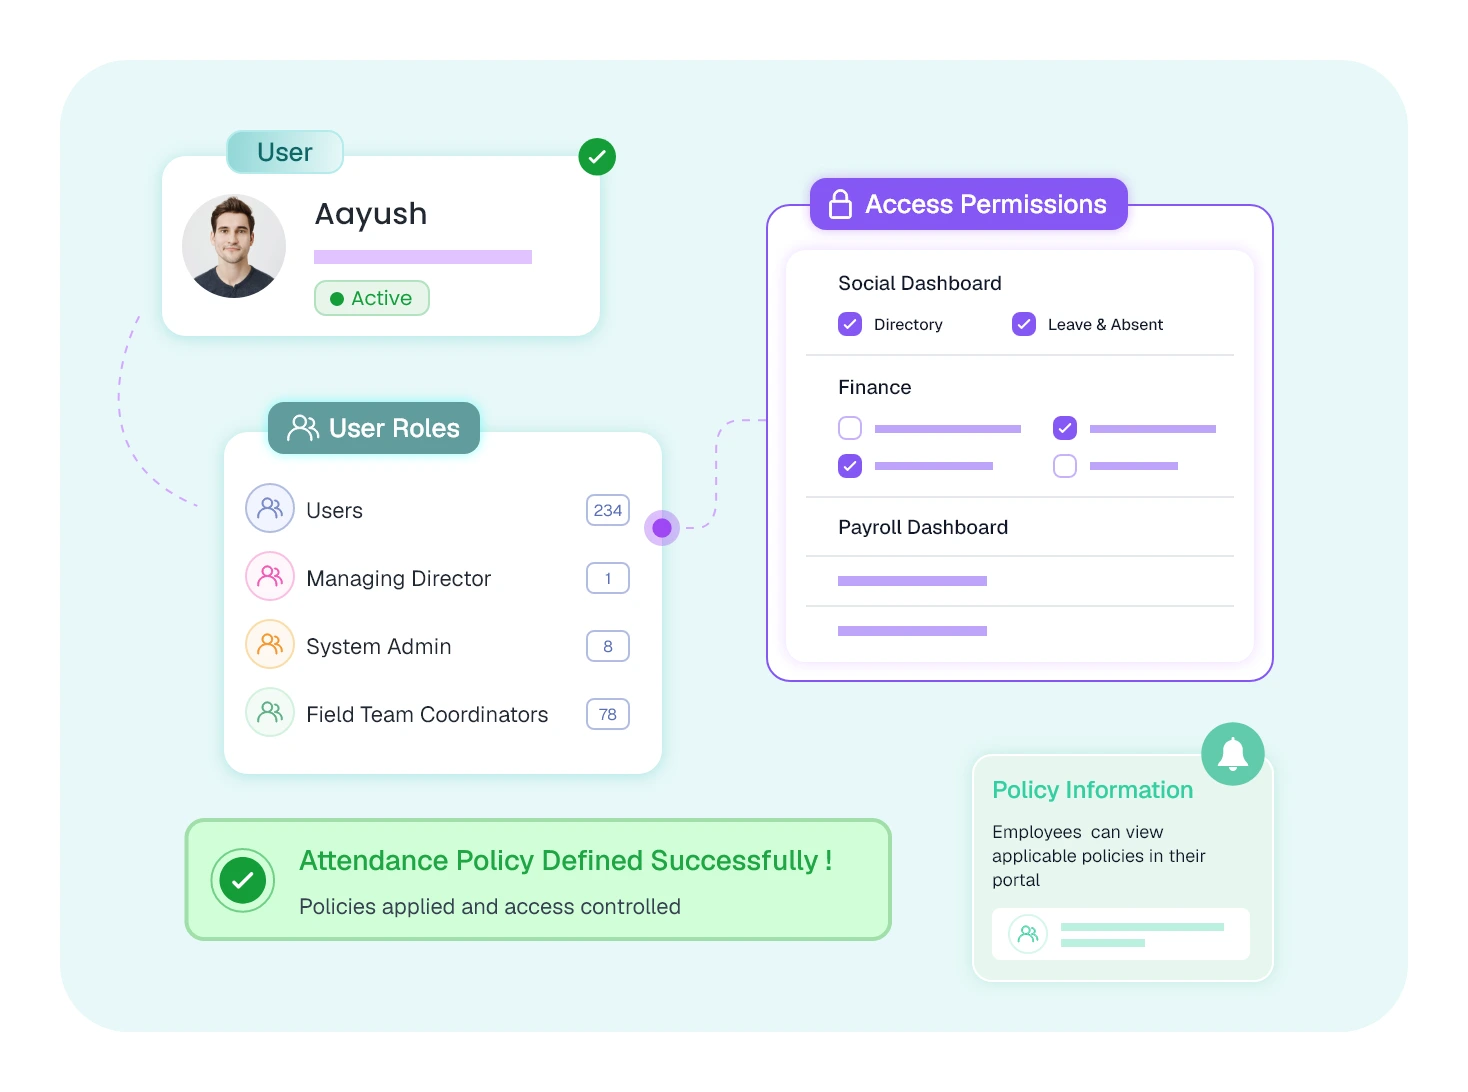 User
Aayush
Active
User Roles
Users 234
Managing Director 1
System Admin 8
Field Team Coordinators 78
Access Permissions
Social Dashboard
Directory Leave & Absent
Finance
Payroll Dashboard
Attendance Policy Defined Successfully !
Policies applied and access controlled
Policy Information
Employees can view
applicable policies in their
portal